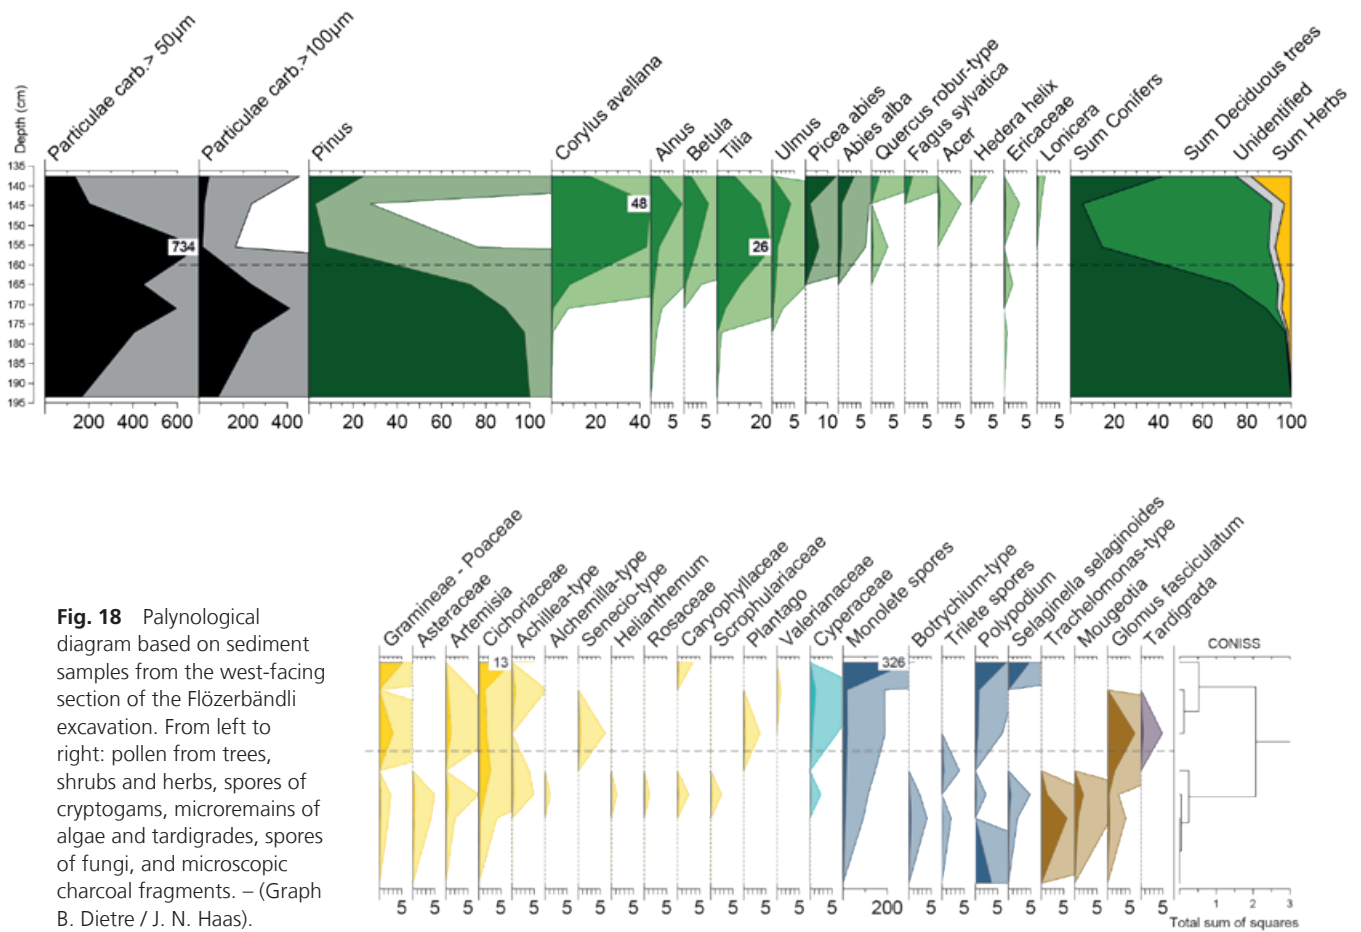 Particulae carb.> 50µm
Particulae carb.> 100µm
Pinus
Corylus avellana
Alnus
Betula
Tilia
Ulmus
Picea abies
Abies alba
Quercus robur-type
Fagus sylvatica
Acer
Hedera helix
Ericaceae
Lonicera
Sum Conifers
Sum Deciduous trees
Unidentified
Sum Herbs
Depth (cm)
135
140
145
150
155
160
165
170
175
180
185
190
195
734
48
26
200 400 600 200 400 20 40 60 80 100 20 40 5 5 20 5 10 5 5 5 5 5 5 5 20 40 60 80 100
Gramineae - Poaceae
Asteraceae
Artemisia
Cichoriaceae
Achillea-type
Alchemilla-type
Senecio-type
Helianthemum
Rosaceae
Caryophyllaceae
Scrophulariaceae
Plantago
Valerianaceae
Cyperaceae
Monolete spores
Botrychium-type
Trilete spores
Polypodium
Selaginella selaginoides
Trachelomonas-type
Mougeotia
Glomus fasciculatum
Tardigrada
CONISS
13
326
5 5 5 5 5 5 5 5 5 5 5 5 5 5 200 5 5 5 5 5 5 5 5
1 2 3
Total sum of squares
Fig. 18 Palynological
diagram based on sediment
samples from the west-facing
section of the Flözerbändli
excavation. From left to
right: pollen from trees,
shrubs and herbs, spores of
cryptogams, microremains of
algae and tardigrades, spores
of fungi, and microscopic
charcoal fragments. – (Graph
B. Dietre / J. N. Haas).